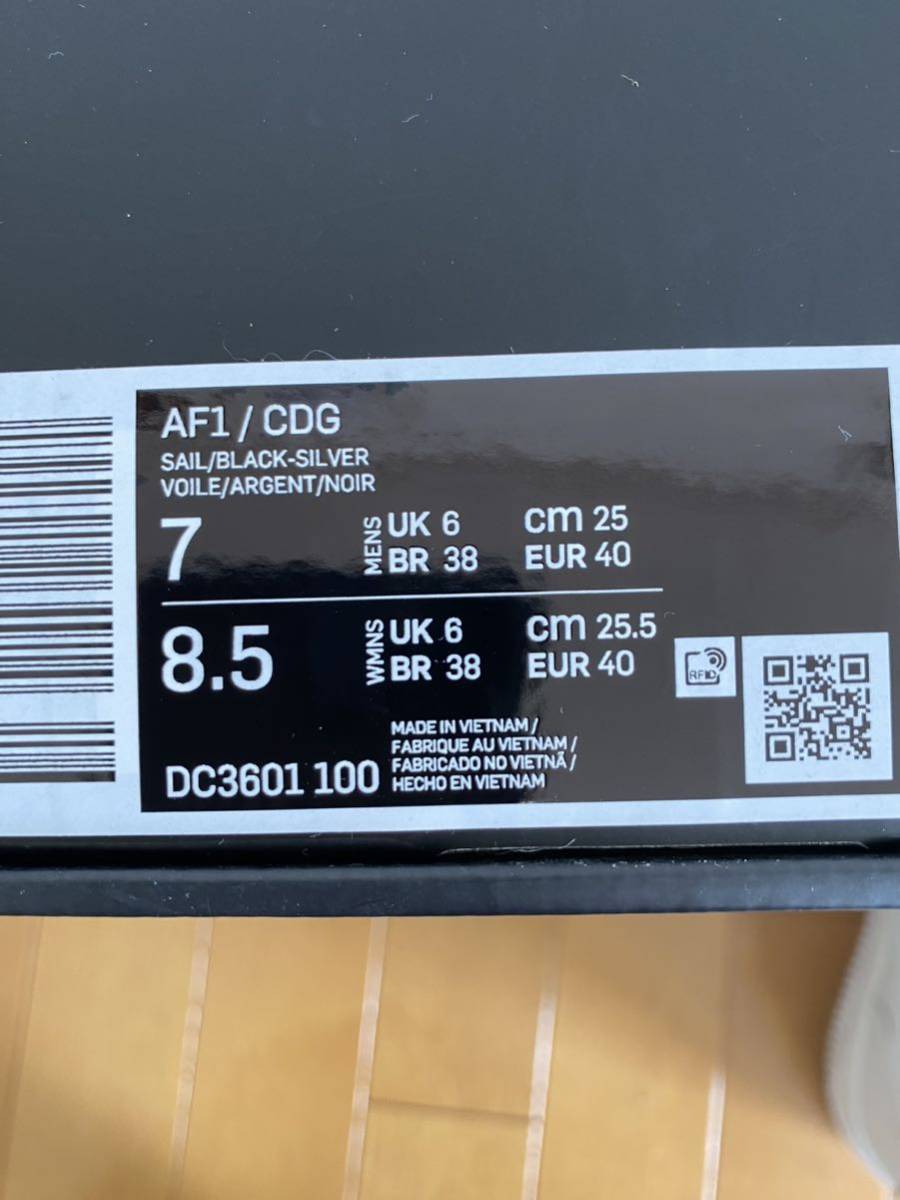 AF1 / CDG
SAIL/BLACK-SILVER
VOILE/ARGENT/NOIR
7 MENS UK 6 cm 25
BR 38 EUR 40
8.5 WMNS UK 6 cm 25.5
BR 38 EUR 40
RFID
MADE IN VIETNAM /
FABRIQUE AU VIETNAM /
FABRICADO NO VIETNÃ /
HECHO EN VIETNAM
DC3601 100